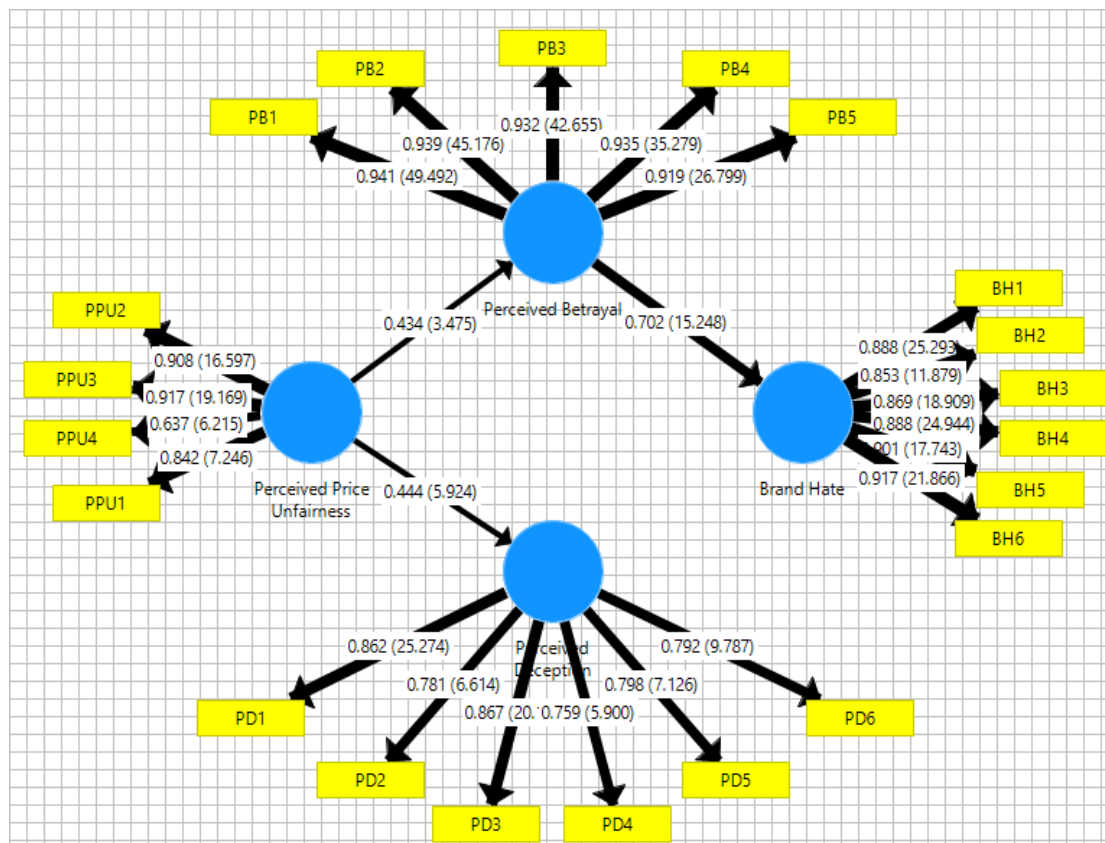 PB3
PB2
PB4
PB1
PB5
0.932 (42.655)
0.939 (45.176)
0.935 (35.279)
0.941 (49.492)
0.919 (26.799)
Perceived Betrayal
0.434 (3.475)
0.702 (15.248)
PPU2
PPU3
PPU4
PPU1
0.908 (16.597)
0.917 (19.169)
0.637 (6.215)
0.842 (7.246)
Perceived Price
Unfairness
0.444 (5.924)
BH1
BH2
BH3
BH4
BH5
BH6
0.888 (25.293)
0.853 (11.879)
0.869 (18.909)
0.888 (24.944)
(17.743)
0.917 (21.866)
Brand Hate
Perceived
Deception
0.862 (25.274)
0.792 (9.787)
0.781 (6.614)
0.798 (7.126)
0.867 (20.
0.759 (5.900)
PD1
PD6
PD2
PD5
PD3
PD4